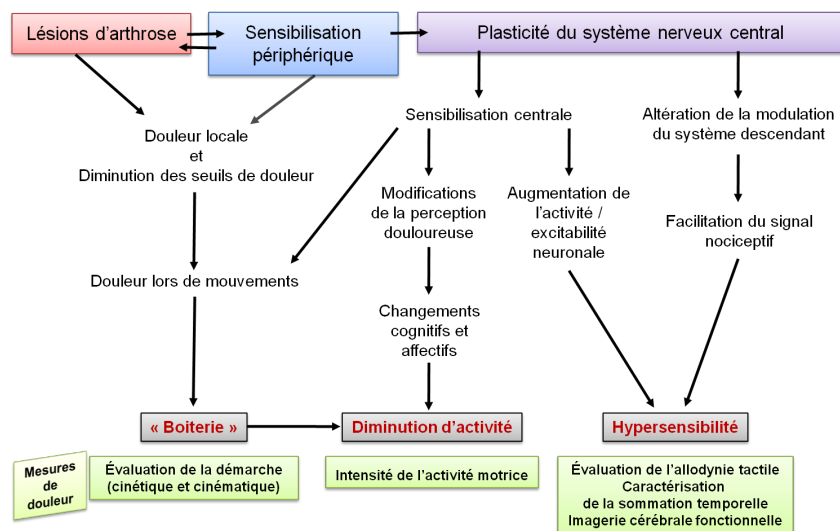 Lésions d'arthrose
Sensibilisation
périphérique
Plasticité du système nerveux central
Sensibilisation centrale
Altération de la modulation
du système descendant
Douleur locale
et
Diminution des seuils de douleur
Modifications
de la perception
douloureuse
Augmentation de
l'activité /
excitabilité
neuronale
Facilitation du signal
nociceptif
Douleur lors de mouvements
Changements
cognitifs et
affectifs
« Boiterie »
Diminution d'activité
Hypersensibilité
Mesures
de
douleur
Évaluation de la démarche
(cinétique et cinématique)
Intensité de l'activité motrice
Évaluation de l'allodynie tactile
Caractérisation
de la sommation temporelle
Imagerie cérébrale fonctionnelle